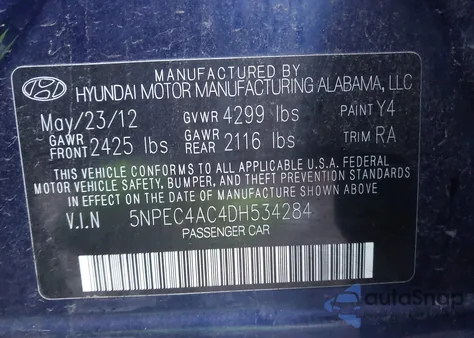 MANUFACTURED BY
HYUNDAI MOTOR MANUFACTURING ALABAMA, LLC
May/23/12 GVWR 4299 lbs PAINT Y4
GAWR FRONT 2425 lbs GAWR REAR 2116 lbs TRIM RA
THIS VEHICLE CONFORMS TO ALL APPLICABLE U.S.A. FEDERAL
MOTOR VEHICLE SAFETY, BUMPER, AND THEFT PREVENTION STANDARDS
IN EFFECT ON THE DATE OF MANUFACTURE SHOWN ABOVE.
V.I.N 5NPEC4AC4DH534284
PASSENGER CAR
autoSnap